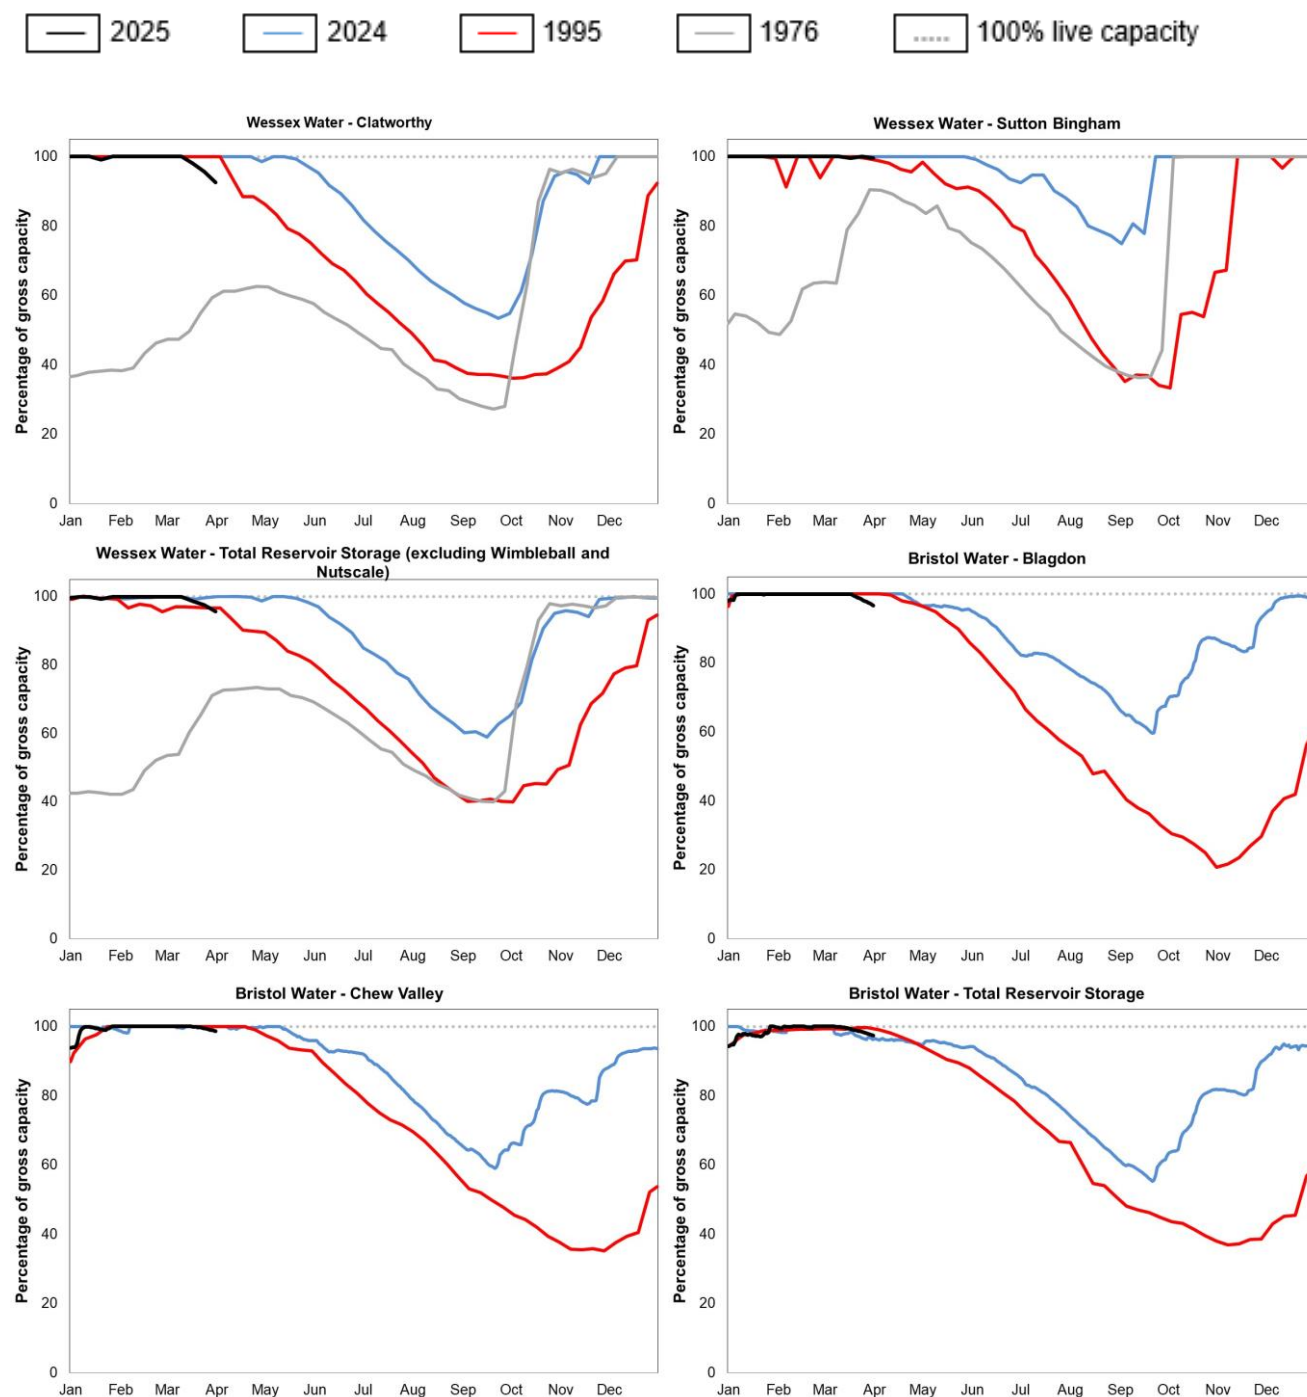 2025 2024 1995 1976 100% live capacity
Wessex Water - Clatworthy
Percentage of gross capacity
100
80
60
40
20
0
Jan Feb Mar Apr May Jun Jul Aug Sep Oct Nov Dec
Wessex Water - Sutton Bingham
Percentage of gross capacity
100
80
60
40
20
0
Jan Feb Mar Apr May Jun Jul Aug Sep Oct Nov Dec
Wessex Water - Total Reservoir Storage (excluding Wimbleball and
Nutscale)
Percentage of gross capacity
100
80
60
40
20
0
Jan Feb Mar Apr May Jun Jul Aug Sep Oct Nov Dec
Bristol Water - Blagdon
Percentage of gross capacity
100
80
60
40
20
0
Jan Feb Mar Apr May Jun Jul Aug Sep Oct Nov Dec
Bristol Water - Chew Valley
Percentage of gross capacity
100
80
60
40
20
0
Jan Feb Mar Apr May Jun Jul Aug Sep Oct Nov Dec
Bristol Water - Total Reservoir Storage
Percentage of gross capacity
100
80
60
40
20
0
Jan Feb Mar Apr May Jun Jul Aug Sep Oct Nov Dec